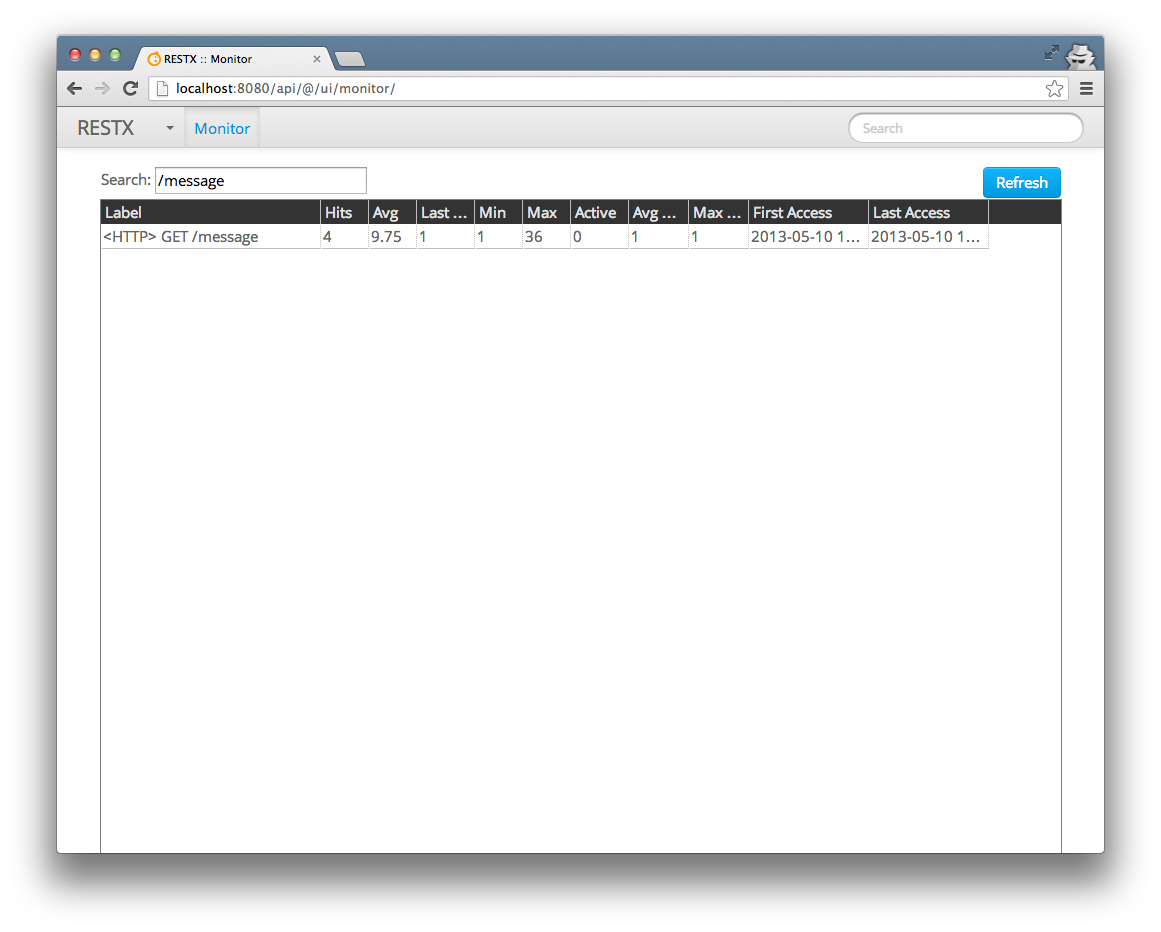 RESTX :: Monitor
localhost:8080/api/@/ui/monitor/
RESTX Monitor Search
Search: /message Refresh
Label Hits Avg Last ... Min Max Active Avg ... Max ... First Access Last Access
<HTTP> GET /message 4 9.75 1 1 36 0 1 1 2013-05-10 1... 2013-05-10 1...